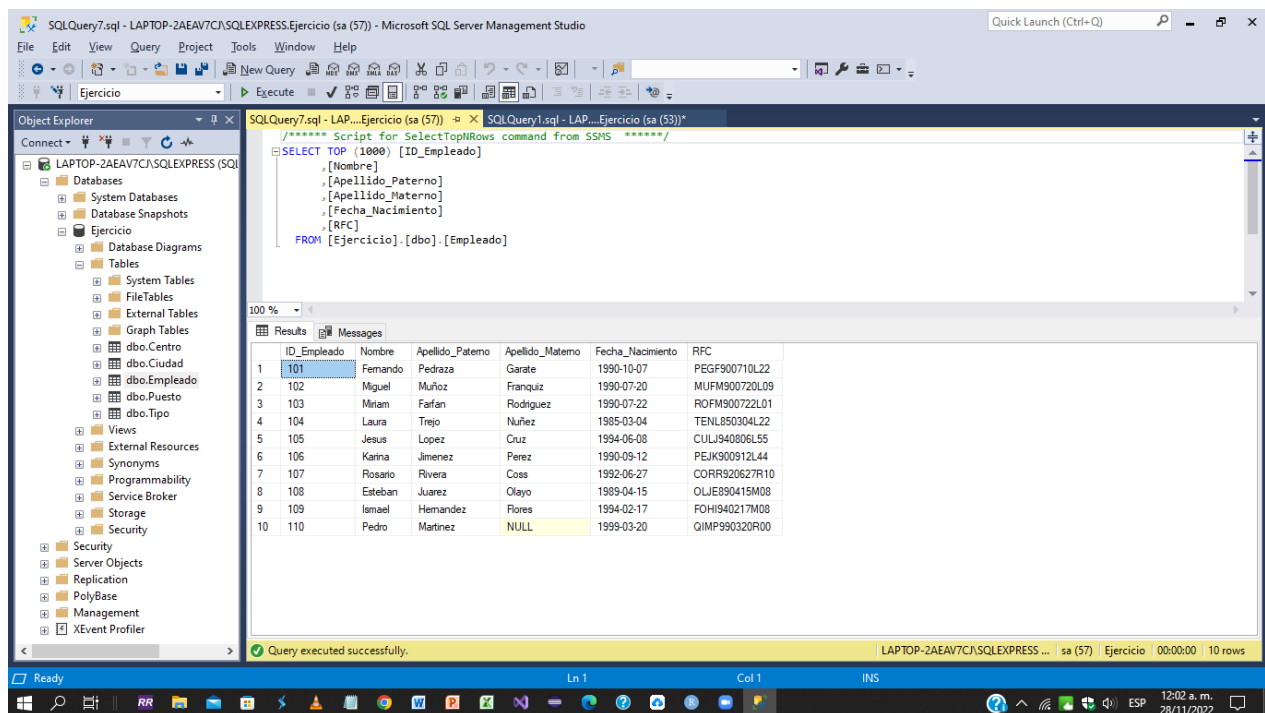 SQLQuery7.sql - LAPTOP-2AEAV7CJ\SQLEXPRESS.Ejercicio (sa (57)) - Microsoft SQL Server Management Studio
Quick Launch (Ctrl+Q)
File Edit View Query Project Tools Window Help
New Query
Ejercicio
Execute
Object Explorer
Connect
LAPTOP-2AEAV7CJ\SQLEXPRESS (SQL
Databases
System Databases
Database Snapshots
Ejercicio
Database Diagrams
Tables
System Tables
FileTables
External Tables
Graph Tables
dbo.Centro
dbo.Ciudad
dbo.Empleado
dbo.Puesto
dbo.Tipo
Views
External Resources
Synonyms
Programmability
Service Broker
Storage
Security
Security
Server Objects
Replication
PolyBase
Management
XEvent Profiler
SQLQuery7.sql - LAP....Ejercicio (sa (57))
SQLQuery1.sql - LAP....Ejercicio (sa (53))*
/****** Script for SelectTopNRows command from SSMS ******/
SELECT TOP (1000) [ID_Empleado]
,[Nombre]
,[Apellido_Paterno]
,[Apellido_Materno]
,[Fecha_Nacimiento]
,[RFC]
FROM [Ejercicio].[dbo].[Empleado]
100 %
Results Messages
ID_Empleado Nombre Apellido_Paterno Apellido_Materno Fecha_Nacimiento RFC
1 101 Fernando Pedraza Garate 1990-10-07 PEGF900710L22
2 102 Miguel Muñoz Franquiz 1990-07-20 MUFM900720L09
3 103 Miriam Farfan Rodriguez 1990-07-22 ROFM900722L01
4 104 Laura Trejo Nuñez 1985-03-04 TENL850304L22
5 105 Jesus Lopez Cruz 1994-06-08 CULJ940806L55
6 106 Karina Jimenez Perez 1990-09-12 PEJK900912L44
7 107 Rosario Rivera Coss 1992-06-27 CORR920627R10
8 108 Esteban Juarez Olayo 1989-04-15 OLJE890415M08
9 109 Ismael Hernandez Flores 1994-02-17 FOHI940217M08
10 110 Pedro Martinez NULL 1999-03-20 QIMP990320R00
Query executed successfully.
LAPTOP-2AEAV7CJ\SQLEXPRESS ... sa (57) Ejercicio 00:00:00 10 rows
Ready
Ln 1
Col 1
INS
ESP
12:02 a. m.
28/11/2022